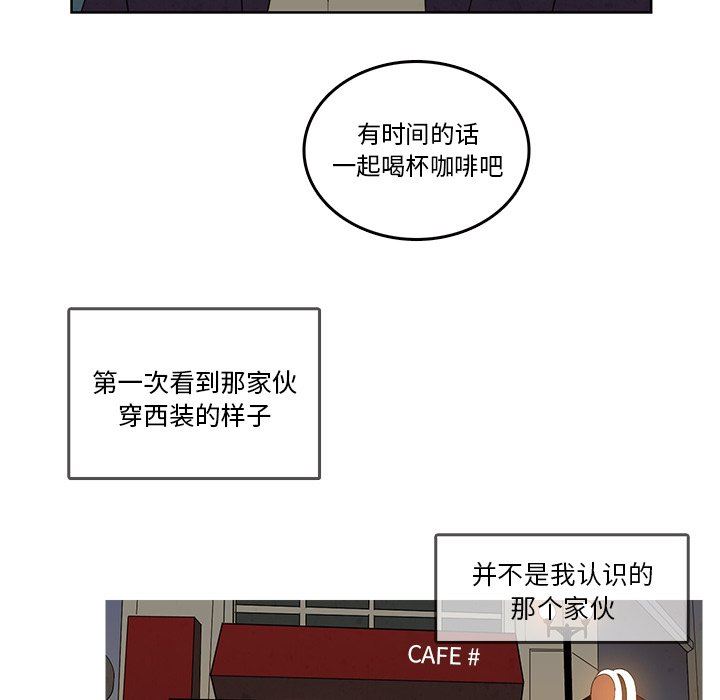 有时间的话
一起喝杯咖啡吧
第一次看到那家伙
穿西装的样子
并不是我认识的
那个家伙
CAFE #